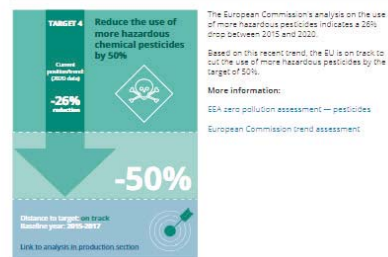 TARGET 4
Reduce the use of
more hazardous
chemical pesticides
by 50%
Current
position/trend
(2020 data)
-26%
reduction
-50%
Distance to target: on track
Baseline year: 2015-2017
Link to analysis in production section
The European Commission's analysis on the use
of more hazardous pesticides indicates a 26%
drop between 2015 and 2020.
Based on this recent trend, the EU is on track to
cut the use of more hazardous pesticides by the
target of 50%.
More information:
EEA zero pollution assessment — pesticides
European Commission trend assessment